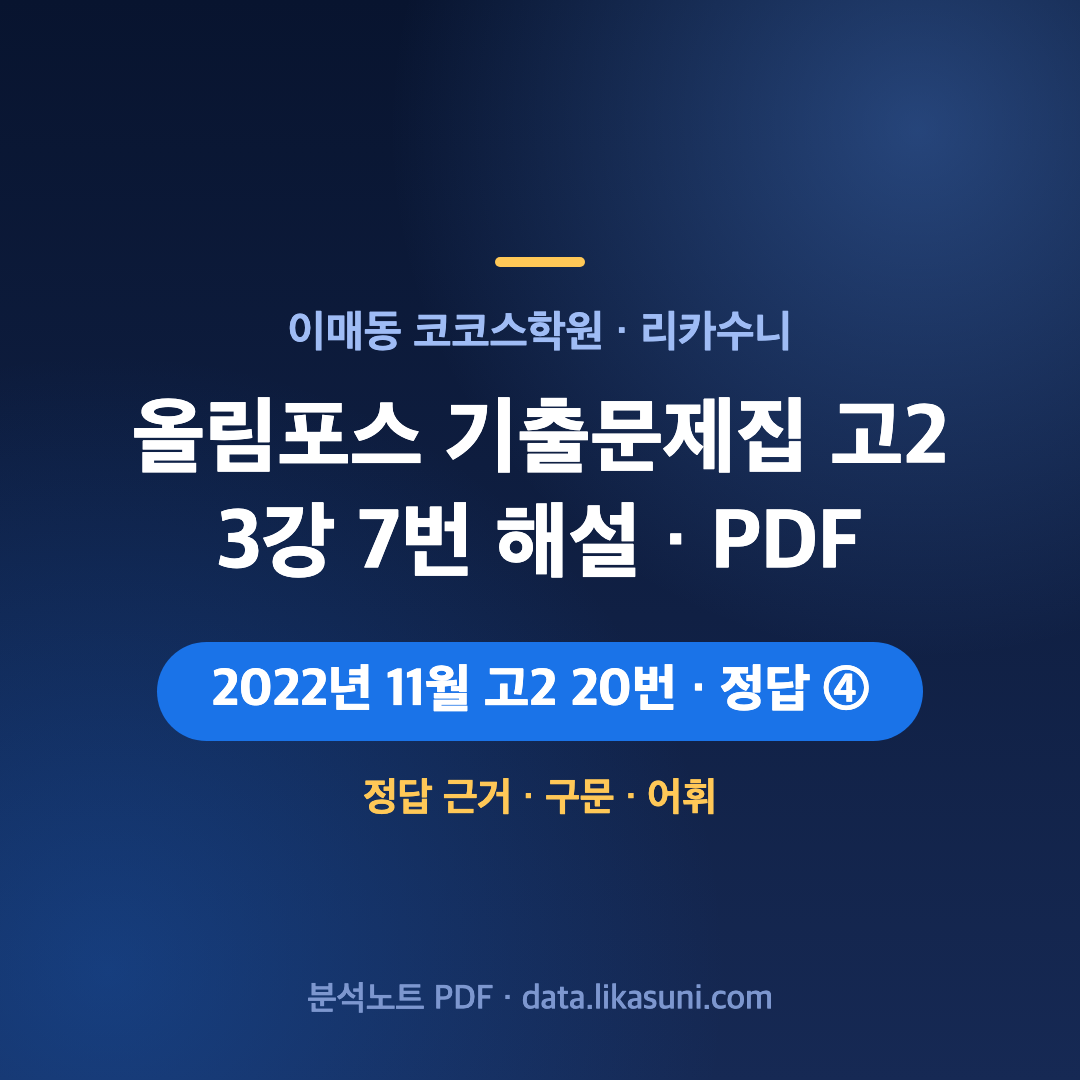 이매동 코코스학원 · 리카수니
올림포스 기출문제집 고2
3강 7번 해설 · PDF
2022년 11월 고2 20번 · 정답 ④
정답 근거 · 구문 · 어휘
분석노트 PDF · data.likasuni.com